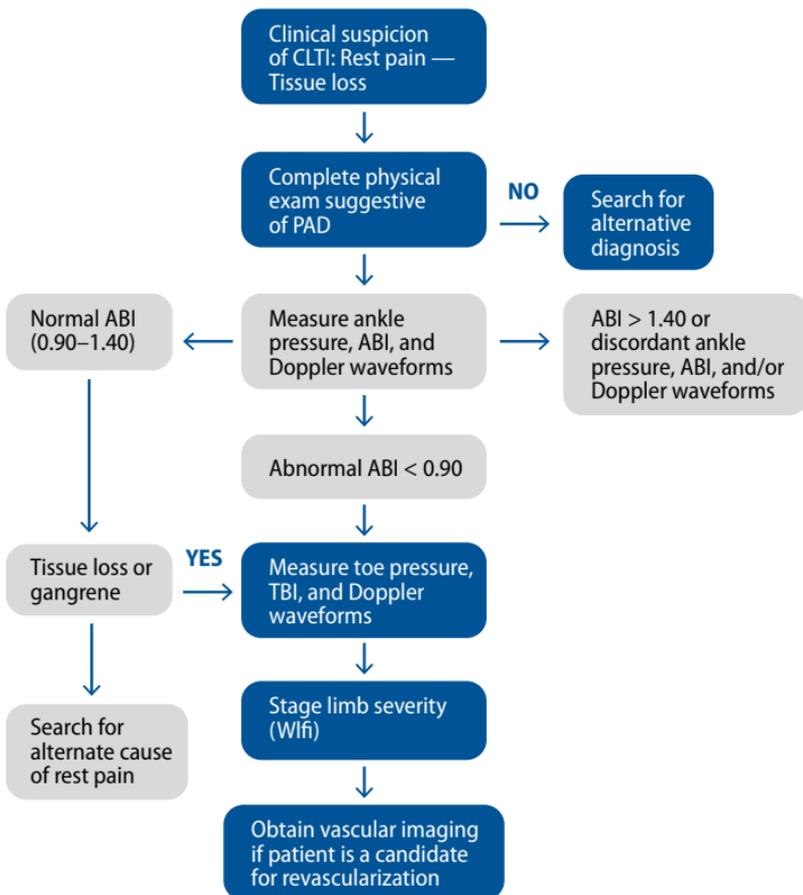 Clinical suspicion
of CLTI: Rest pain —
Tissue loss
Complete physical
exam suggestive
of PAD
NO
Search for
alternative
diagnosis
Normal ABI
(0.90–1.40)
Measure ankle
pressure, ABI, and
Doppler waveforms
ABI > 1.40 or
discordant ankle
pressure, ABI, and/or
Doppler waveforms
Abnormal ABI < 0.90
Tissue loss or
gangrene
YES
Measure toe pressure,
TBI, and Doppler
waveforms
Search for
alternate cause
of rest pain
Stage limb severity
(Wlfi)
Obtain vascular imaging
if patient is a candidate
for revascularization